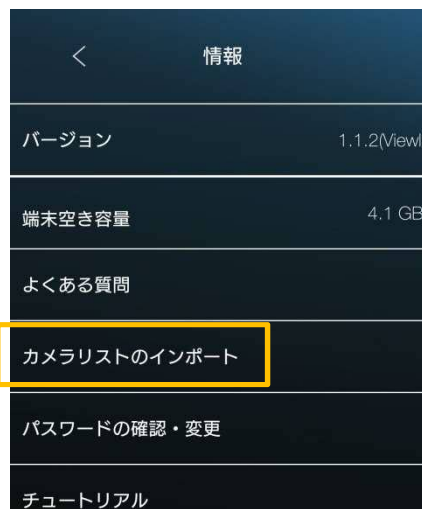 情報
バージョン 1.1.2(Viewl
端末空き容量 4.1 GB
よくある質問
カメラリストのインポート
パスワードの確認・変更
チュートリアル